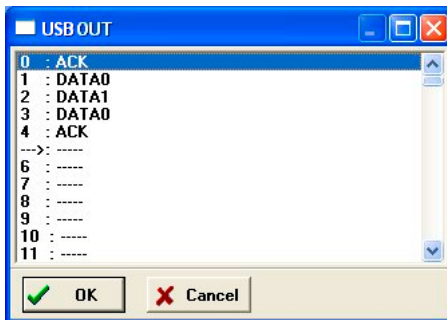 USB OUT
0 : ACK
1 : DATA0
2 : DATA1
3 : DATA0
4 : ACK
--->: -----
6 : -----
7 : -----
8 : -----
9 : -----
10 : -----
11 : -----
OK
Cancel